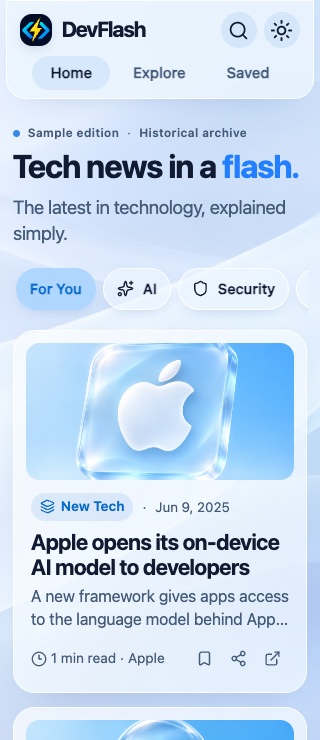 DevFlash
Home Explore Saved
Sample edition · Historical archive
Tech news in a flash.
The latest in technology, explained
simply.
For You AI Security
New Tech · Jun 9, 2025
Apple opens its on-device
AI model to developers
A new framework gives apps access
to the language model behind App...
1 min read · Apple